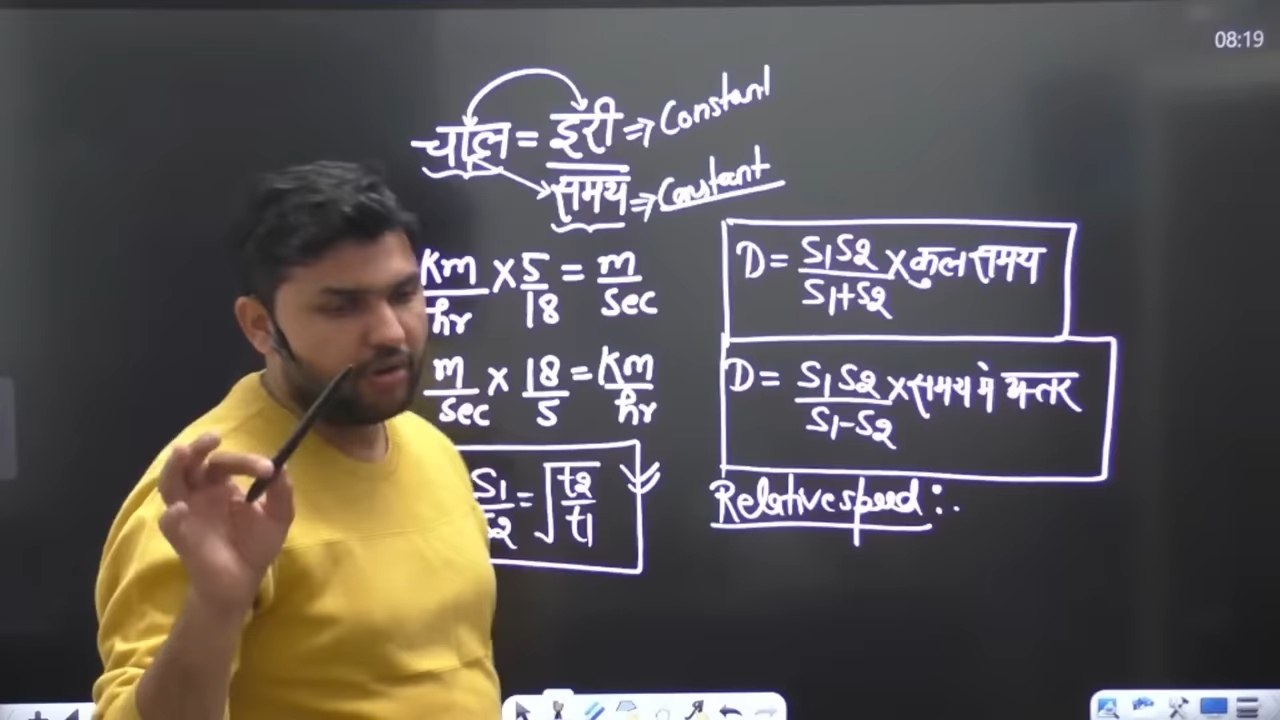 08:19
चाल = दूरी ⇒ Constant
समय ⇒ Constant
Km/hr × 5/18 = m/sec
m/sec × 18/5 = Km/hr
S1/S2 = √(t2/t1)
D = S1S2/(S1+S2) × कुल समय
D = S1S2/(S1-S2) × समय मे अन्तर
Relative speed :.